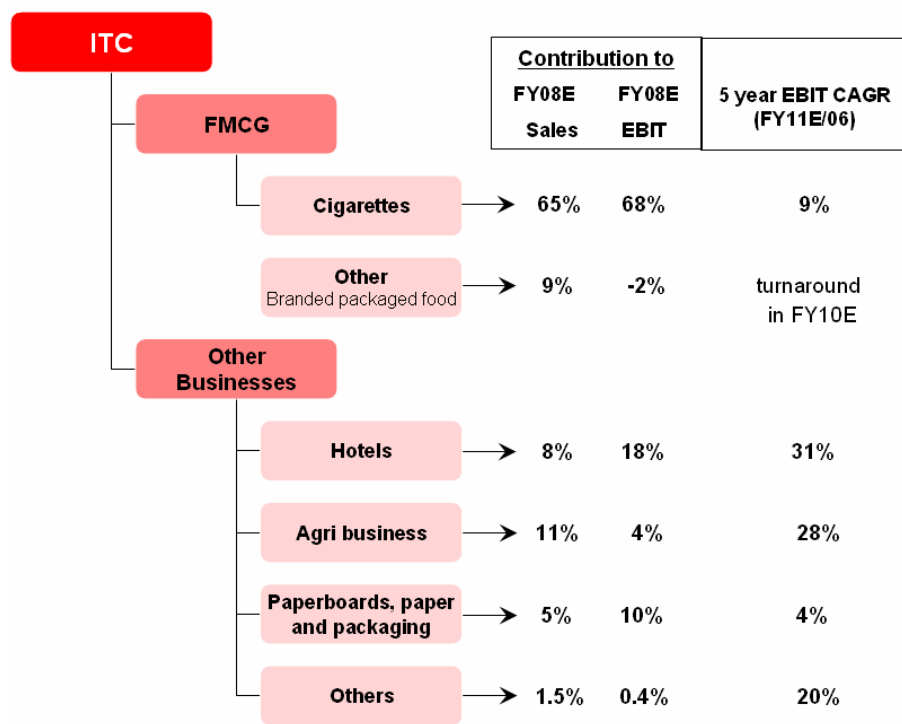 ITC
Contribution to
FY08E FY08E 5 year EBIT CAGR
Sales EBIT (FY11E/06)
FMCG
Cigarettes 65% 68% 9%
Other
Branded packaged food 9% -2% turnaround
in FY10E
Other
Businesses
Hotels 8% 18% 31%
Agri business 11% 4% 28%
Paperboards, paper
and packaging 5% 10% 4%
Others 1.5% 0.4% 20%